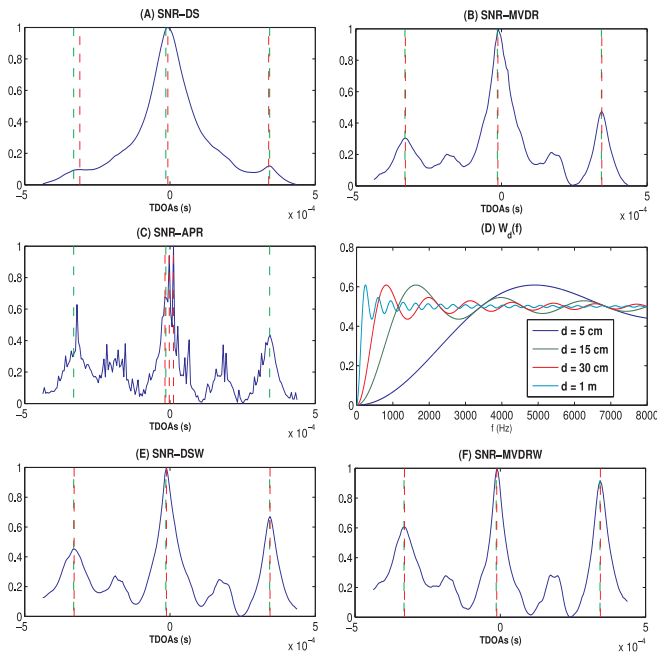 (A) SNR−DS
1
0.8
0.6
0.4
0.2
0
−5
0
5
TDOAs (s)
x 10⁻⁴
(B) SNR−MVDR
1
0.8
0.6
0.4
0.2
0
−5
0
5
TDOAs (s)
x 10⁻⁴
(C) SNR−APR
1
0.8
0.6
0.4
0.2
0
−5
0
5
TDOAs (s)
x 10⁻⁴
(D) W_d(f)
0.8
0.6
0.4
0.2
0
d = 5 cm
d = 15 cm
d = 30 cm
d = 1 m
0
1000
2000
3000
4000
5000
6000
7000
8000
f (Hz)
(E) SNR−DSW
1
0.8
0.6
0.4
0.2
0
−5
0
5
TDOAs (s)
x 10⁻⁴
(F) SNR−MVDRW
1
0.8
0.6
0.4
0.2
0
−5
0
5
TDOAs (s)
x 10⁻⁴